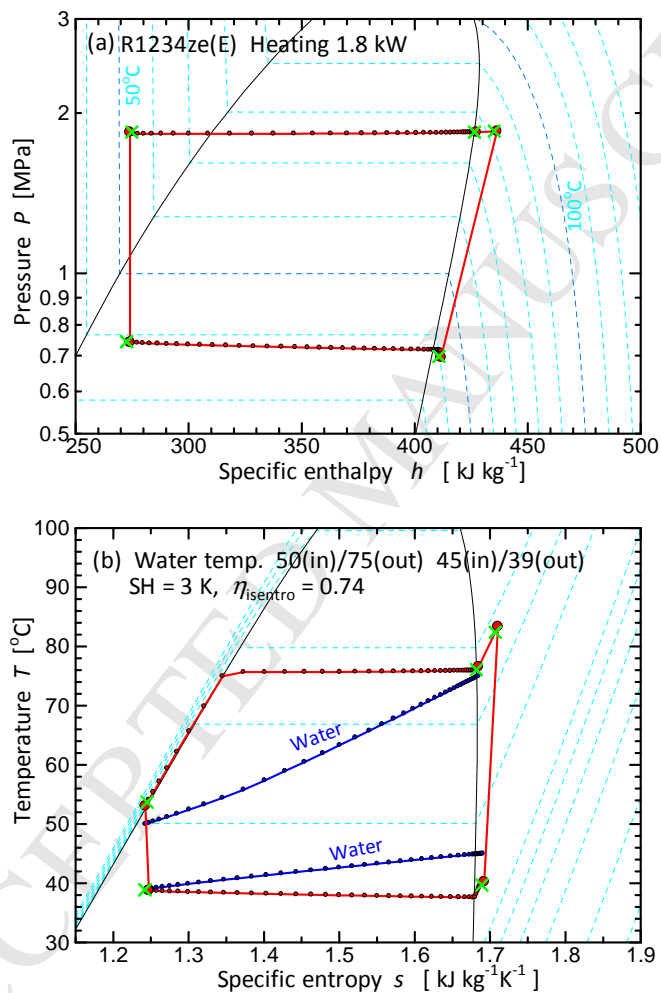 (a) R1234ze(E) Heating 1.8 kW
50°C
100°C
3
2
1
0.9
0.8
0.7
0.6
0.5
Pressure P [MPa]
250 300 350 400 450 500
Specific enthalpy h [ kJ kg-1]
(b) Water temp. 50(in)/75(out) 45(in)/39(out)
SH = 3 K, ηisentro = 0.74
100
90
80
70
60
50
40
30
Temperature T [°C]
Water
Water
1.2 1.3 1.4 1.5 1.6 1.7 1.8 1.9
Specific entropy s [ kJ kg-1K-1 ]
CCEPTED MANUSC